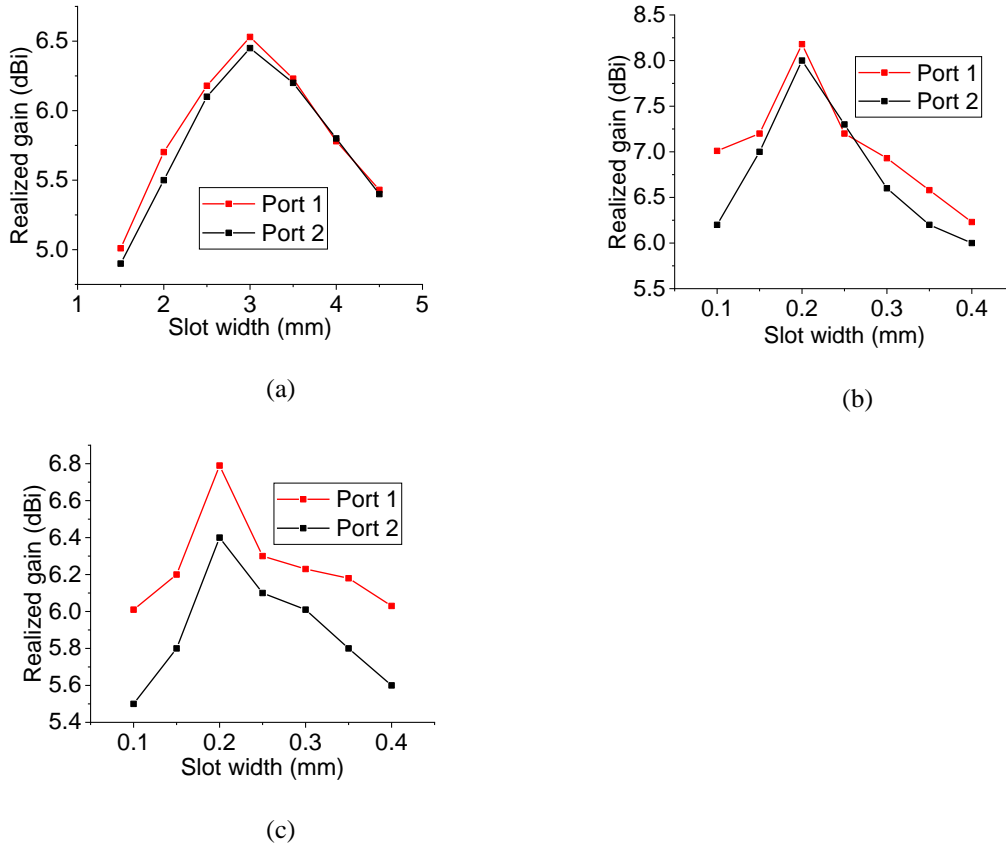 6.5
6.0
5.5
5.0
Realized gain (dBi)
Port 1
Port 2
1 2 3 4 5
Slot width (mm)
(a)
8.5
8.0
7.5
7.0
6.5
6.0
5.5
Realized gain (dBi)
Port 1
Port 2
0.1 0.2 0.3 0.4
Slot width (mm)
(b)
6.8
6.6
6.4
6.2
6.0
5.8
5.6
5.4
Realized gain (dBi)
Port 1
Port 2
0.1 0.2 0.3 0.4
Slot width (mm)
(c)